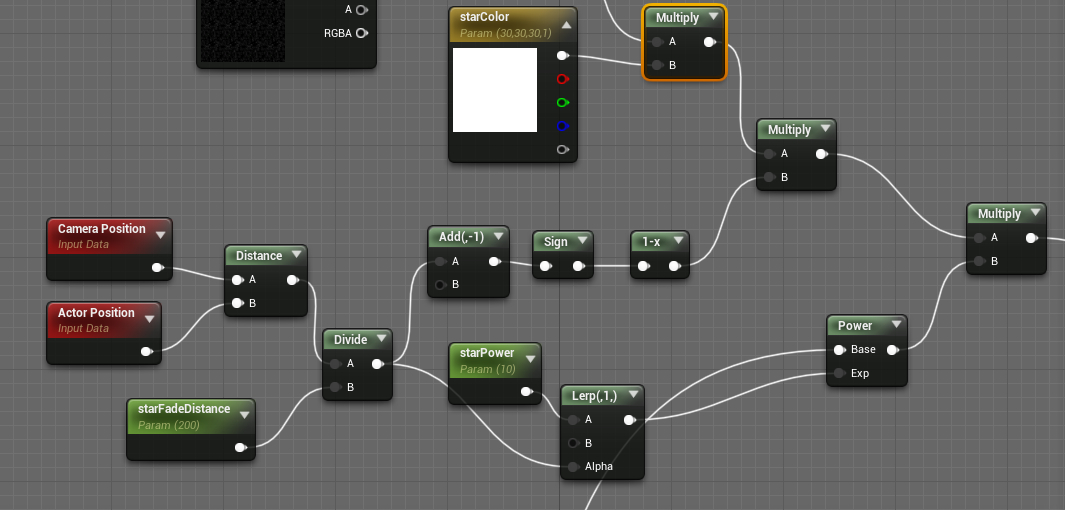 A
RGBA
starColor
Param (30,30,30,1)
Multiply
A
B
Multiply
A
B
Multiply
A
B
Camera Position
Input Data
Actor Position
Input Data
Distance
A
B
Add(,-1)
A
B
Sign
1-x
Divide
A
B
starFadeDistance
Param (200)
starPower
Param (10)
Lerp(,1,)
A
B
Alpha
Power
Base
Exp